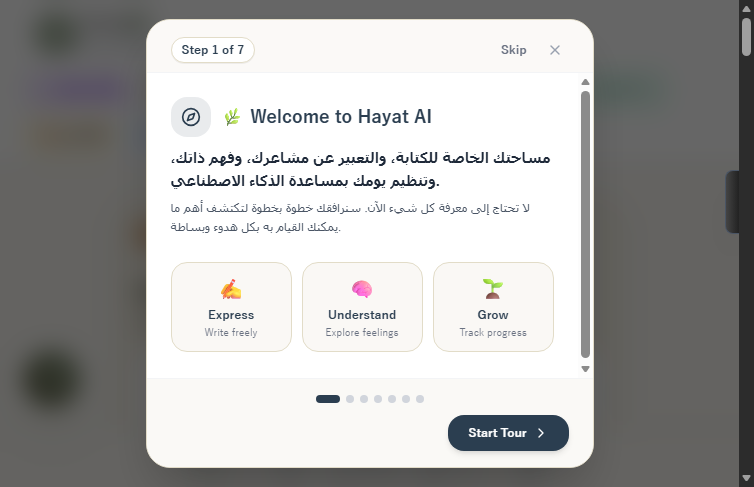 Step 1 of 7
Skip
Welcome to Hayat AI
مساحتك الخاصة للكتابة، والتعبير عن مشاعرك، وفهم ذاتك،
وتنظيم يومك بمساعدة الذكاء الاصطناعي.
لا تحتاج إلى معرفة كل شيء الآن. سنرافقك خطوة بخطوة لتكتشف أهم ما
يمكنك القيام به بكل هدوء وبساطة.
Express
Write freely
Understand
Explore feelings
Grow
Track progress
Start Tour